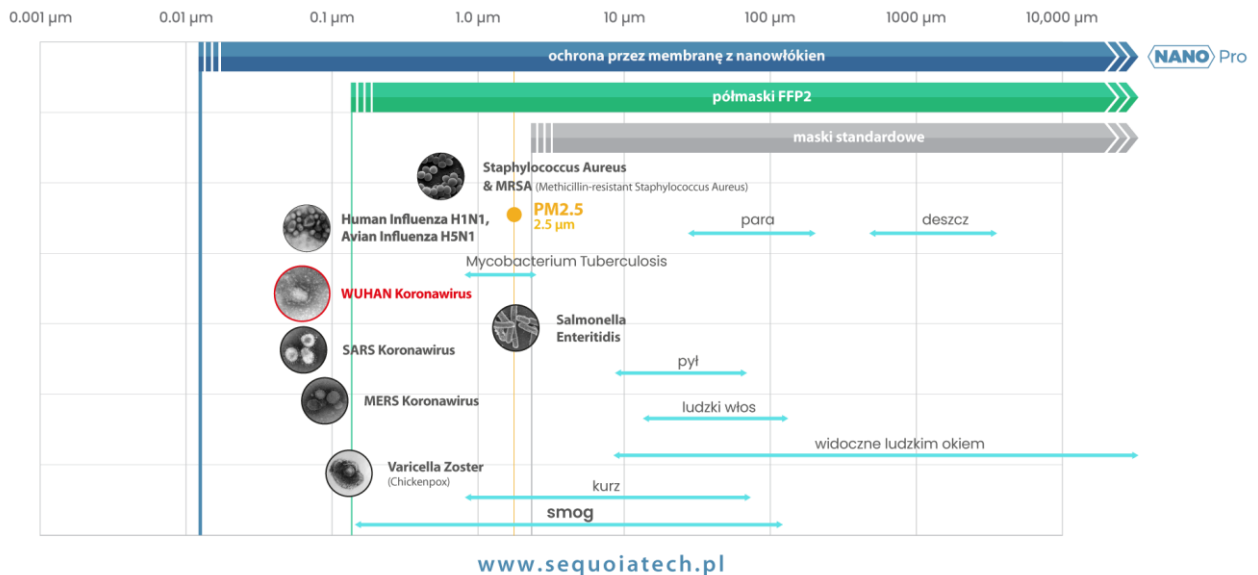 0.001 µm 0.01 µm 0.1 µm 1.0 µm 10 µm 100 µm 1000 µm 10,000 µm
ochrona przez membranę z nanowłókien
NANO Pro
półmaski FFP2
maski standardowe
Staphylococcus Aureus
& MRSA (Methicillin-resistant Staphylococcus Aureus)
PM2.5
2.5 µm
Human Influenza H1N1,
Avian Influenza H5N1
para
deszcz
Mycobacterium Tuberculosis
WUHAN Koronawirus
Salmonella
Enteritidis
SARS Koronawirus
pył
MERS Koronawirus
ludzki włos
widoczne ludzkim okiem
Varicella Zoster
(Chickenpox)
kurz
smog
www.sequoiatech.pl